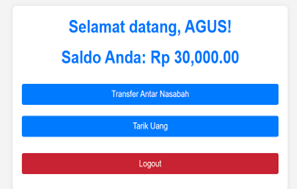 Selamat datang, AGUS!
Saldo Anda: Rp 30,000.00
Transfer Antar Nasabah
Tarik Uang
Logout